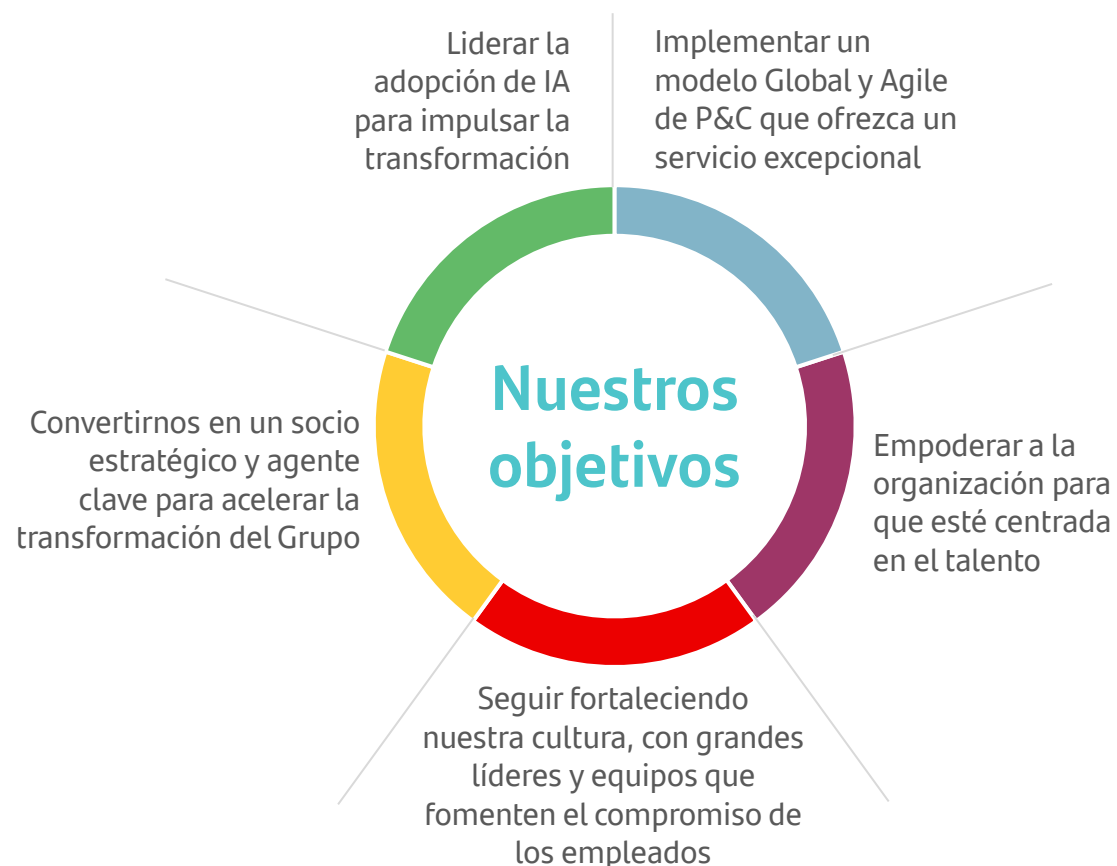 Liderar la
adopción de IA
para impulsar la
transformación
Implementar un
modelo Global y Agile
de P&C que ofrezca un
servicio excepcional
Nuestros
objetivos
Convertirnos en un socio
estratégico y agente
clave para acelerar la
transformación del Grupo
Empoderar a la
organización para
que esté centrada
en el talento
Seguir fortaleciendo
nuestra cultura, con grandes
líderes y equipos que
fomenten el compromiso de
los empleados